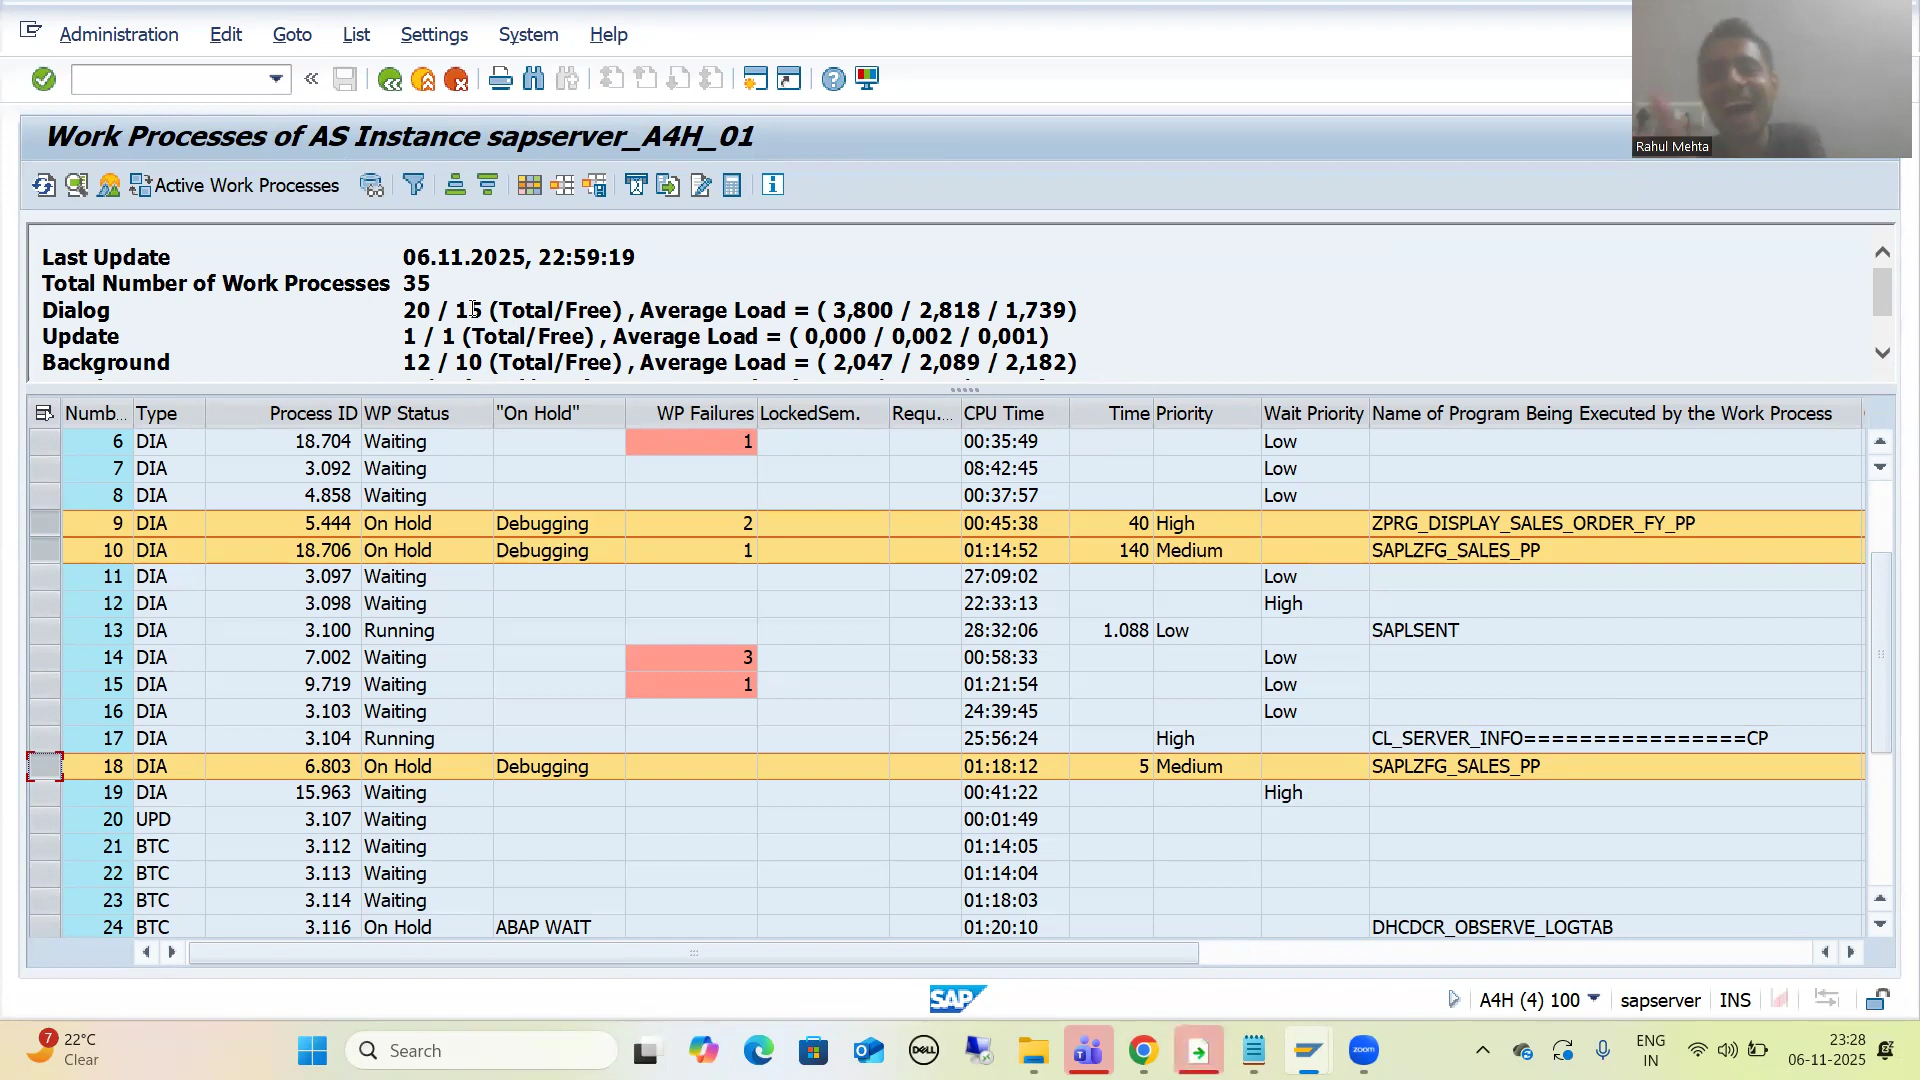 Administration Edit Goto List Settings System Help
Rahul Mehta
Work Processes of AS Instance sapserver_A4H_01
Active Work Processes
Last Update 06.11.2025, 22:59:19
Total Number of Work Processes 35
Dialog 20 / 15 (Total/Free) , Average Load = ( 3,800 / 2,818 / 1,739)
Update 1 / 1 (Total/Free) , Average Load = ( 0,000 / 0,002 / 0,001)
Background 12 / 10 (Total/Free) , Average Load = ( 2,047 / 2,089 / 2,182)
Numb... Type Process ID WP Status "On Hold" WP Failures LockedSem. Requ... CPU Time Time Priority Wait Priority Name of Program Being Executed by the Work Process
6 DIA 18.704 Waiting 1 00:35:49 Low
7 DIA 3.092 Waiting 08:42:45 Low
8 DIA 4.858 Waiting 00:37:57 Low
9 DIA 5.444 On Hold Debugging 2 00:45:38 40 High ZPRG_DISPLAY_SALES_ORDER_FY_PP
10 DIA 18.706 On Hold Debugging 1 01:14:52 140 Medium SAPLZFG_SALES_PP
11 DIA 3.097 Waiting 27:09:02 Low
12 DIA 3.098 Waiting 22:33:13 High
13 DIA 3.100 Running 28:32:06 1.088 Low SAPLSENT
14 DIA 7.002 Waiting 3 00:58:33 Low
15 DIA 9.719 Waiting 1 01:21:54 Low
16 DIA 3.103 Waiting 24:39:45 Low
17 DIA 3.104 Running 25:56:24 High CL_SERVER_INFO================CP
18 DIA 6.803 On Hold Debugging 01:18:12 5 Medium SAPLZFG_SALES_PP
19 DIA 15.963 Waiting 00:41:22 High
20 UPD 3.107 Waiting 00:01:49
21 BTC 3.112 Waiting 01:14:05
22 BTC 3.113 Waiting 01:14:04
23 BTC 3.114 Waiting 01:18:03
24 BTC 3.116 On Hold ABAP WAIT 01:20:10 DHCDCR_OBSERVE_LOGTAB
SAP
A4H (4) 100 sapserver INS
7 22°C
Clear
Search
DELL
zoom
ENG
IN
23:28
06-11-2025